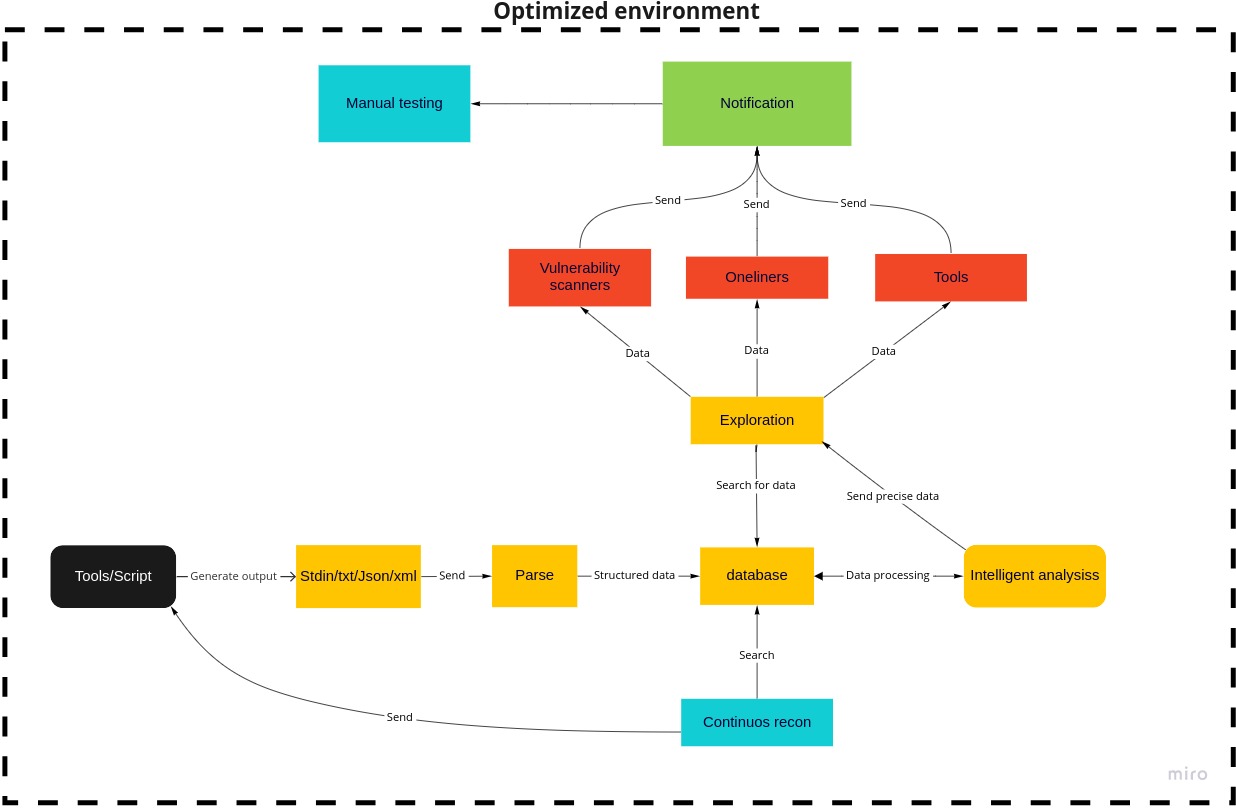 Optimized environment
Manual testing
Notification
Send
Send
Send
Vulnerability
scanners
Oneliners
Tools
Data
Data
Data
Exploration
Search for data
Send precise data
Tools/Script
Generate output
Stdin/txt/Json/xml
Send
Parse
Structured data
database
Data processing
Intelligent analysiss
Search
Send
Continuos recon
miro